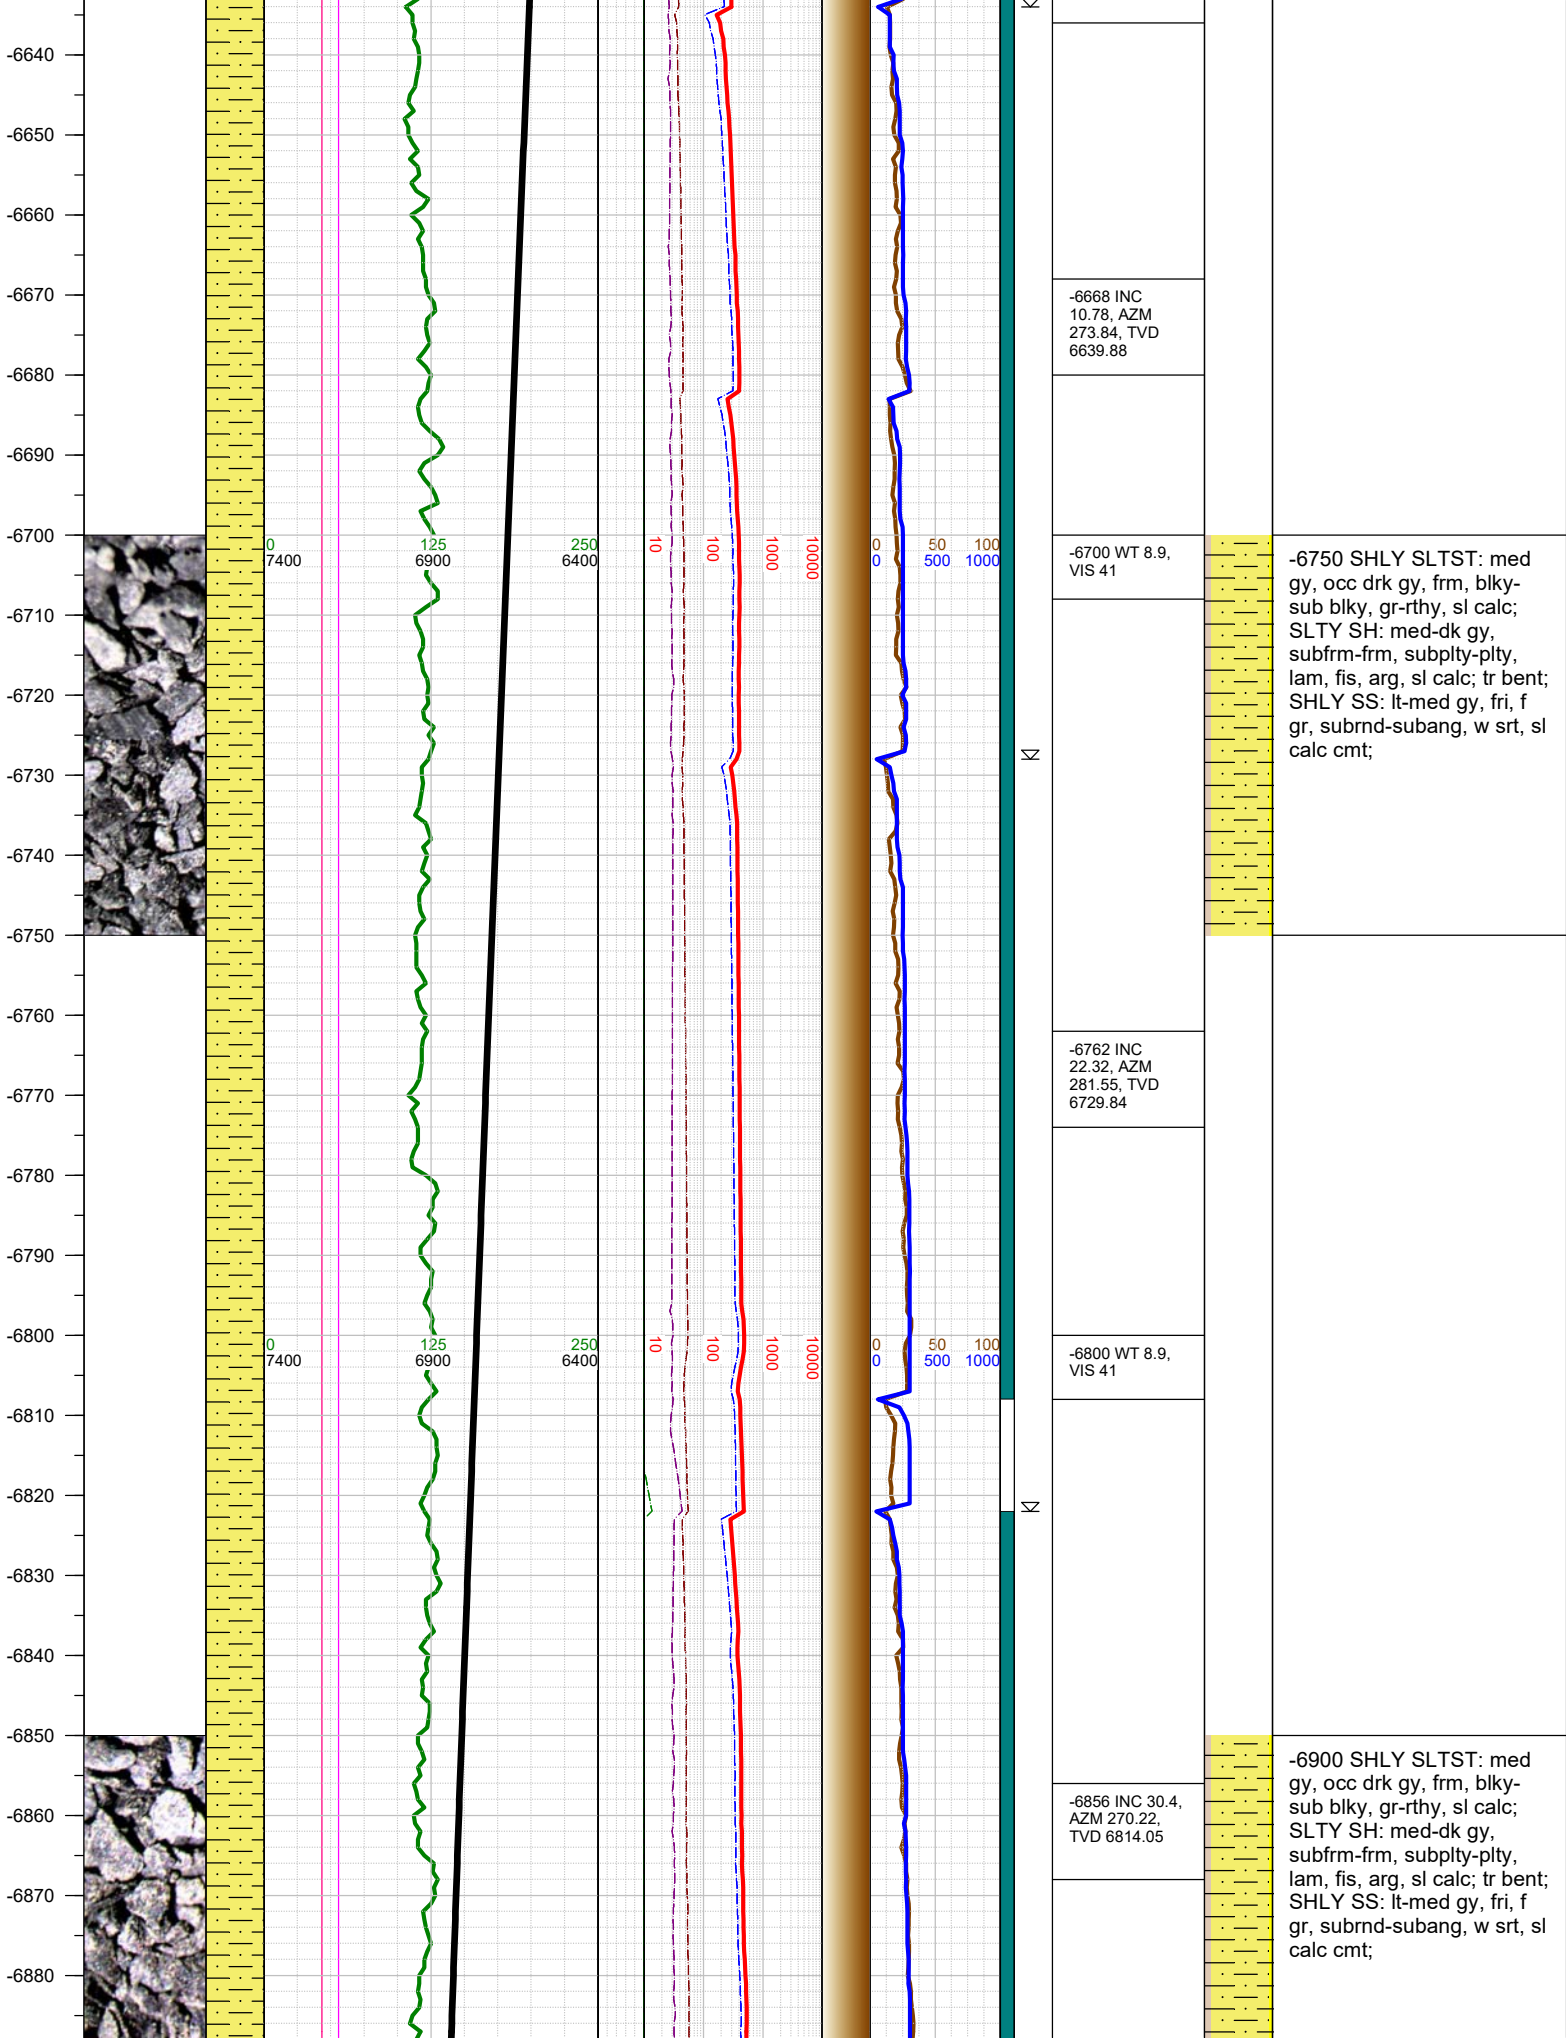 -6640
-6650
-6660
-6670
-6668 INC
10.78, AZM
273.84, TVD
6639.88
-6680
-6690
-6700
0 125 250
7400 6900 6400
10 100 1000 10000
0 50 100
0 500 1000
-6700 WT 8.9,
VIS 41
-6750 SHLY SLTST: med
gy, occ drk gy, frm, blky-
sub blky, gr-rthy, sl calc;
SLTY SH: med-dk gy,
subfrm-frm, subplty-plty,
lam, fis, arg, sl calc; tr bent;
SHLY SS: lt-med gy, fri, f
gr, subrnd-subang, w srt, sl
calc cmt;
-6710
-6720
-6730
-6740
-6750
-6760
-6762 INC
22.32, AZM
281.55, TVD
6729.84
-6770
-6780
-6790
-6800
0 125 250
7400 6900 6400
10 100 1000 10000
0 50 100
0 500 1000
-6800 WT 8.9,
VIS 41
-6810
-6820
-6830
-6840
-6850
-6900 SHLY SLTST: med
gy, occ drk gy, frm, blky-
sub blky, gr-rthy, sl calc;
SLTY SH: med-dk gy,
subfrm-frm, subplty-plty,
lam, fis, arg, sl calc; tr bent;
SHLY SS: lt-med gy, fri, f
gr, subrnd-subang, w srt, sl
calc cmt;
-6856 INC 30.4,
AZM 270.22,
TVD 6814.05
-6860
-6870
-6880